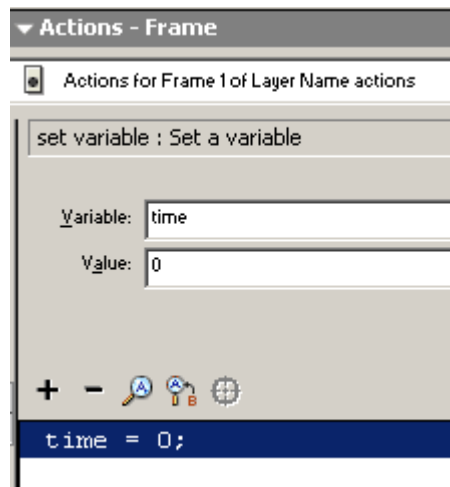 Actions - Frame
Actions for Frame 1 of Layer Name actions
set variable : Set a variable
Variable: time
Value: 0
time = 0;